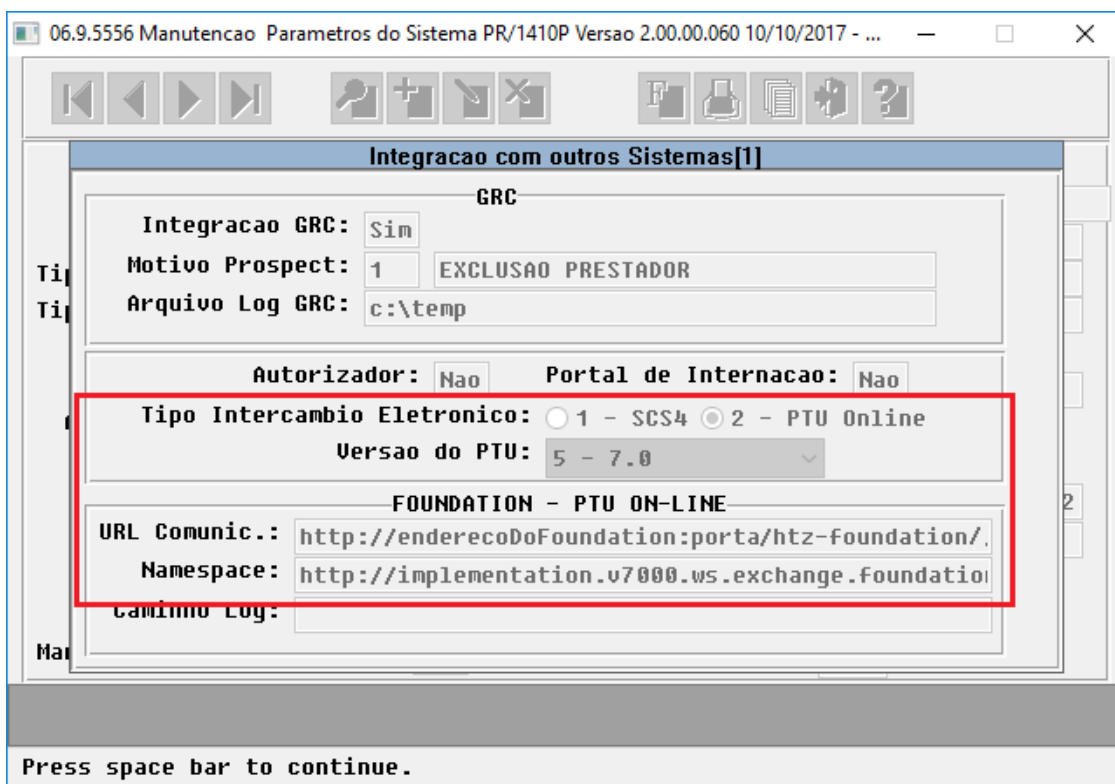 06.9.5556 Manutencao Parametros do Sistema PR/1410P Versao 2.00.00.060 10/10/2017 - ...
F
?
Integracao com outros Sistemas[1]
GRC
Integracao GRC: Sim
Motivo Prospect: 1 EXCLUSAO PRESTADOR
Tip
Arquivo Log GRC: c:\temp
Tip
Autorizador: Nao Portal de Internacao: Nao
Tipo Intercambio Eletronico: 1 - SCS4 2 - PTU Online
Versao do PTU: 5 - 7.0
FOUNDATION - PTU ON-LINE
2
URL Comunic.: http://enderecoDoFoundation:porta/htz-foundation/
Namespace: http://implementation.v7000.ws.exchange.foundation
Caminho Log:
Mai
Press space bar to continue.